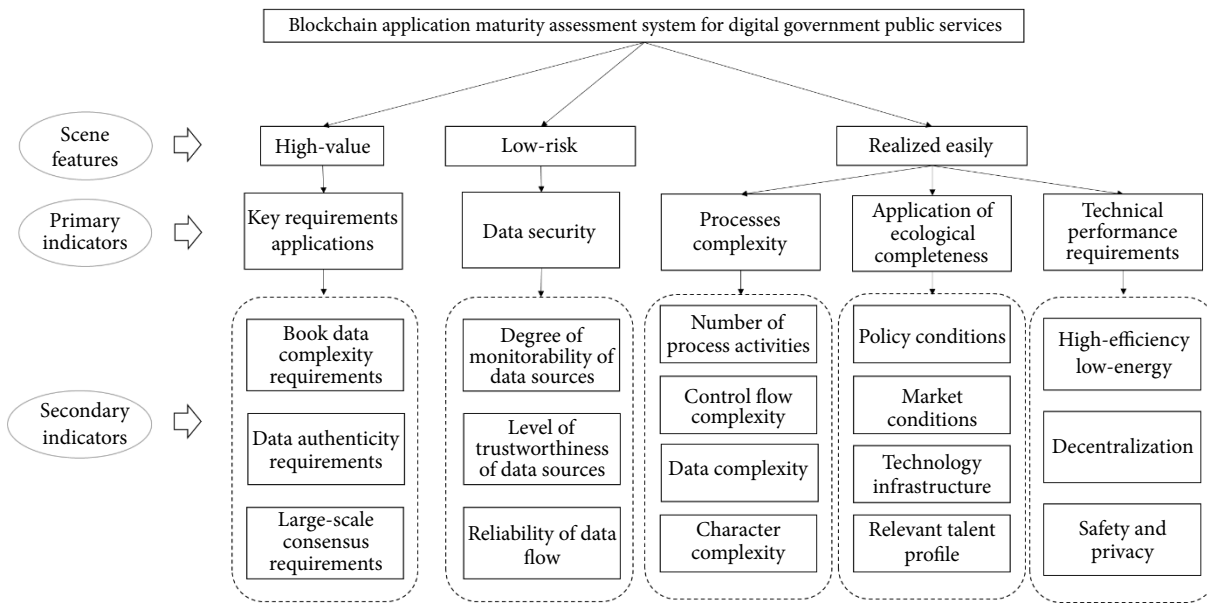 Blockchain application maturity assessment system for digital government public services
Scene
features
High-value
Low-risk
Realized easily
Primary
indicators
Key requirements
applications
Data security
Processes
complexity
Application of
ecological
completeness
Technical
performance
requirements
Secondary
indicators
Book data
complexity
requirements
Data authenticity
requirements
Large-scale
consensus
requirements
Degree of
monitorability of
data sources
Level of
trustworthiness
of data sources
Reliability of data
flow
Number of
process activities
Control flow
complexity
Data complexity
Character
complexity
Policy conditions
Market
conditions
Technology
infrastructure
Relevant talent
profile
High-efficiency
low-energy
Decentralization
Safety and
privacy